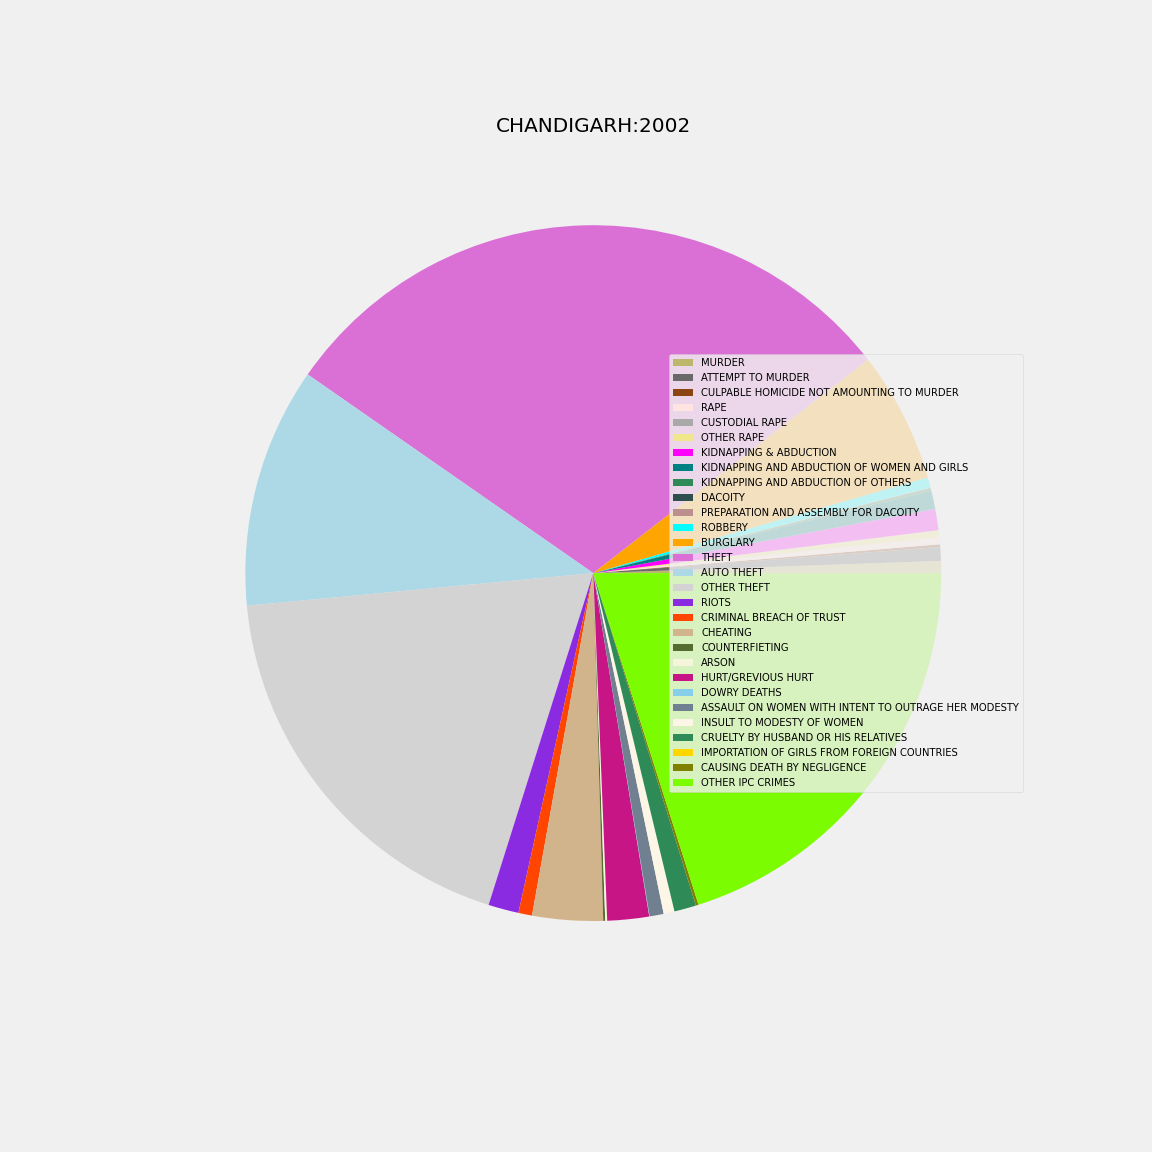 CHANDIGARH:2002
MURDER
ATTEMPT TO MURDER
CULPABLE HOMICIDE NOT AMOUNTING TO MURDER
RAPE
CUSTODIAL RAPE
OTHER RAPE
KIDNAPPING & ABDUCTION
KIDNAPPING AND ABDUCTION OF WOMEN AND GIRLS
KIDNAPPING AND ABDUCTION OF OTHERS
DACOITY
PREPARATION AND ASSEMBLY FOR DACOITY
ROBBERY
BURGLARY
THEFT
AUTO THEFT
OTHER THEFT
RIOTS
CRIMINAL BREACH OF TRUST
CHEATING
COUNTERFIETING
ARSON
HURT/GREVIOUS HURT
DOWRY DEATHS
ASSAULT ON WOMEN WITH INTENT TO OUTRAGE HER MODESTY
INSULT TO MODESTY OF WOMEN
CRUELTY BY HUSBAND OR HIS RELATIVES
IMPORTATION OF GIRLS FROM FOREIGN COUNTRIES
CAUSING DEATH BY NEGLIGENCE
OTHER IPC CRIMES